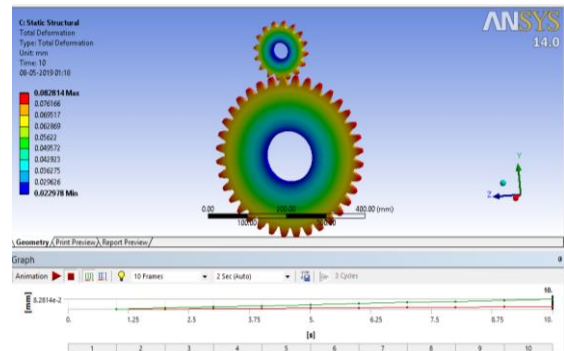 C: Static Structural
Total Deformation
Type: Total Deformation
Unit: mm
Time: 10
08-05-2019 01:10
0.082814 Max
0.076166
0.069517
0.062869
0.05622
0.049572
0.042923
0.036275
0.029626
0.022978 Min
ANSYS
14.0
Y
Z
0.00 200.00 400.00 (mm)
100.00
Geometry Print Preview Report Preview
Graph
Animation 10 Frames 2 Sec (Auto) 3 Cycles
[mm]
8.2814e-2
10.
0. 1.25 2.5 3.75 5. 6.25 7.5 8.75 10.
[s]
1 2 3 4 5 6 7 8 9 10